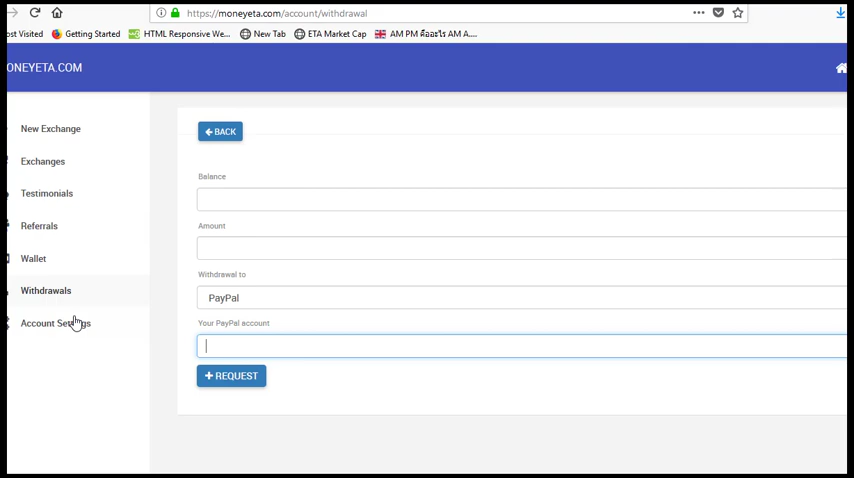 https://moneyeta.com/account/withdrawal
ost Visited Getting Started HTML Responsive We... New Tab ETA Market Cap AM PM คืออะไร AM A....
ONEYETA.COM
New Exchange
Exchanges
Testimonials
Referrals
Wallet
Withdrawals
Account Settings
BACK
Balance
Amount
Withdrawal to
PayPal
Your PayPal account
REQUEST